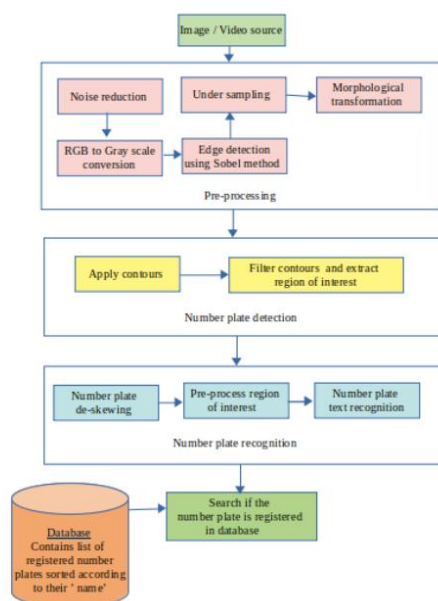 Image / Video source
Noise reduction
RGB to Gray scale
conversion
Edge detection
using Sobel method
Under sampling
Morphological
transformation
Pre-processing
Apply contours
Filter contours and extract
region of interest
Number plate detection
Number plate
de-skewing
Pre-process region
of interest
Number plate
text recognition
Number plate recognition
Database
Contains list of
registered number
plates sorted according
to their ' name'
Search if the
number plate is registered
in database